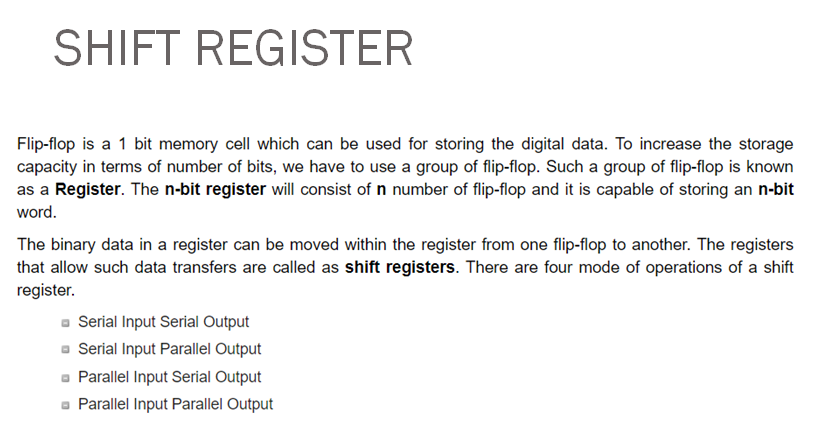 SHIFT REGISTER
Flip-flop is a 1 bit memory cell which can be used for storing the digital data. To increase the storage
capacity in terms of number of bits, we have to use a group of flip-flop. Such a group of flip-flop is known
as a Register. The n-bit register will consist of n number of flip-flop and it is capable of storing an n-bit
word.
The binary data in a register can be moved within the register from one flip-flop to another. The registers
that allow such data transfers are called as shift registers. There are four mode of operations of a shift
register.
Serial Input Serial Output
Serial Input Parallel Output
Parallel Input Serial Output
Parallel Input Parallel Output